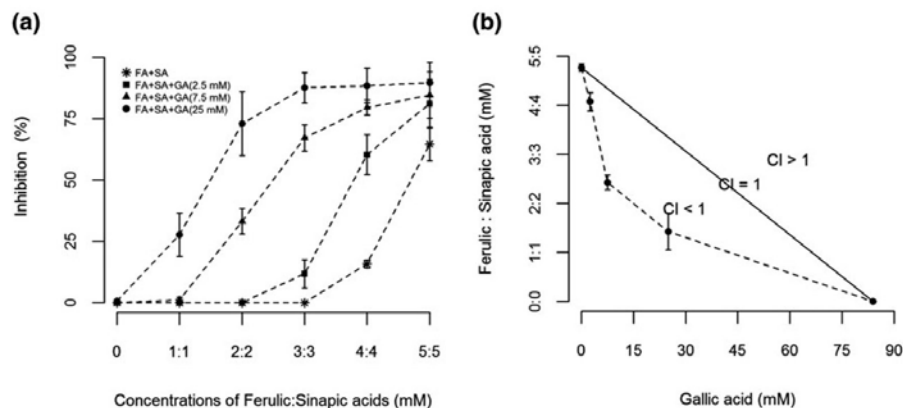 (a)
100
75
50
25
0
Inhibition (%)
FA+SA
FA+SA+GA(2.5 mM)
FA+SA+GA(7.5 mM)
FA+SA+GA(25 mM)
0 1:1 2:2 3:3 4:4 5:5
Concentrations of Ferulic:Sinapic acids (mM)
(b)
5:5
4:4
3:3
2:2
1:1
0:0
Ferulic : Sinapic acid (mM)
CI > 1
CI = 1
CI < 1
0 15 30 45 60 75 90
Gallic acid (mM)